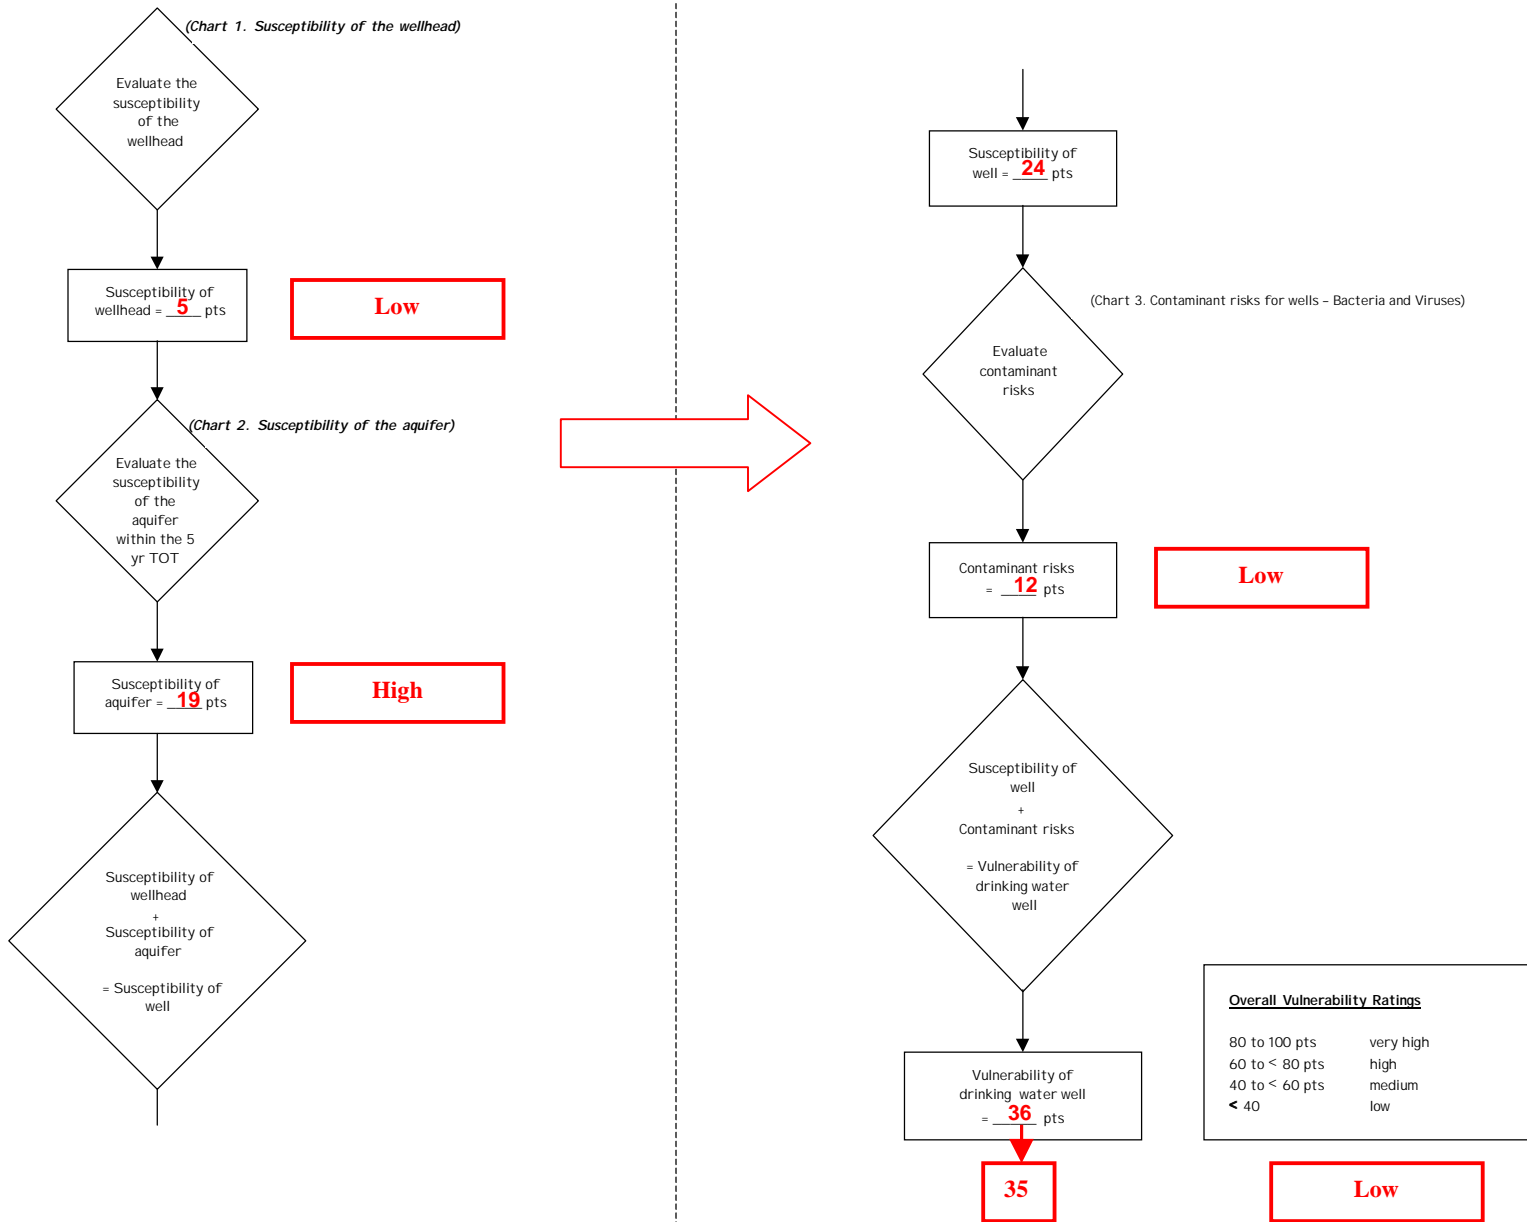 (Chart 1. Susceptibility of the wellhead)
Evaluate the
susceptibility
of the
wellhead
Susceptibility of
wellhead = 5 pts
Low
(Chart 2. Susceptibility of the aquifer)
Evaluate the
susceptibility
of the
aquifer
within the 5
yr TOT
Susceptibility of
aquifer = 19 pts
High
Susceptibility of
wellhead
+
Susceptibility of
aquifer
= Susceptibility of
well
Susceptibility of
well = 24 pts
(Chart 3. Contaminant risks for wells – Bacteria and Viruses)
Evaluate
contaminant
risks
Contaminant risks
= 12 pts
Low
Susceptibility of
well
+
Contaminant risks
= Vulnerability of
drinking water
well
Vulnerability of
drinking water well
= 36 pts
35
Overall Vulnerability Ratings
80 to 100 pts very high
60 to < 80 pts high
40 to < 60 pts medium
< 40 low
Low